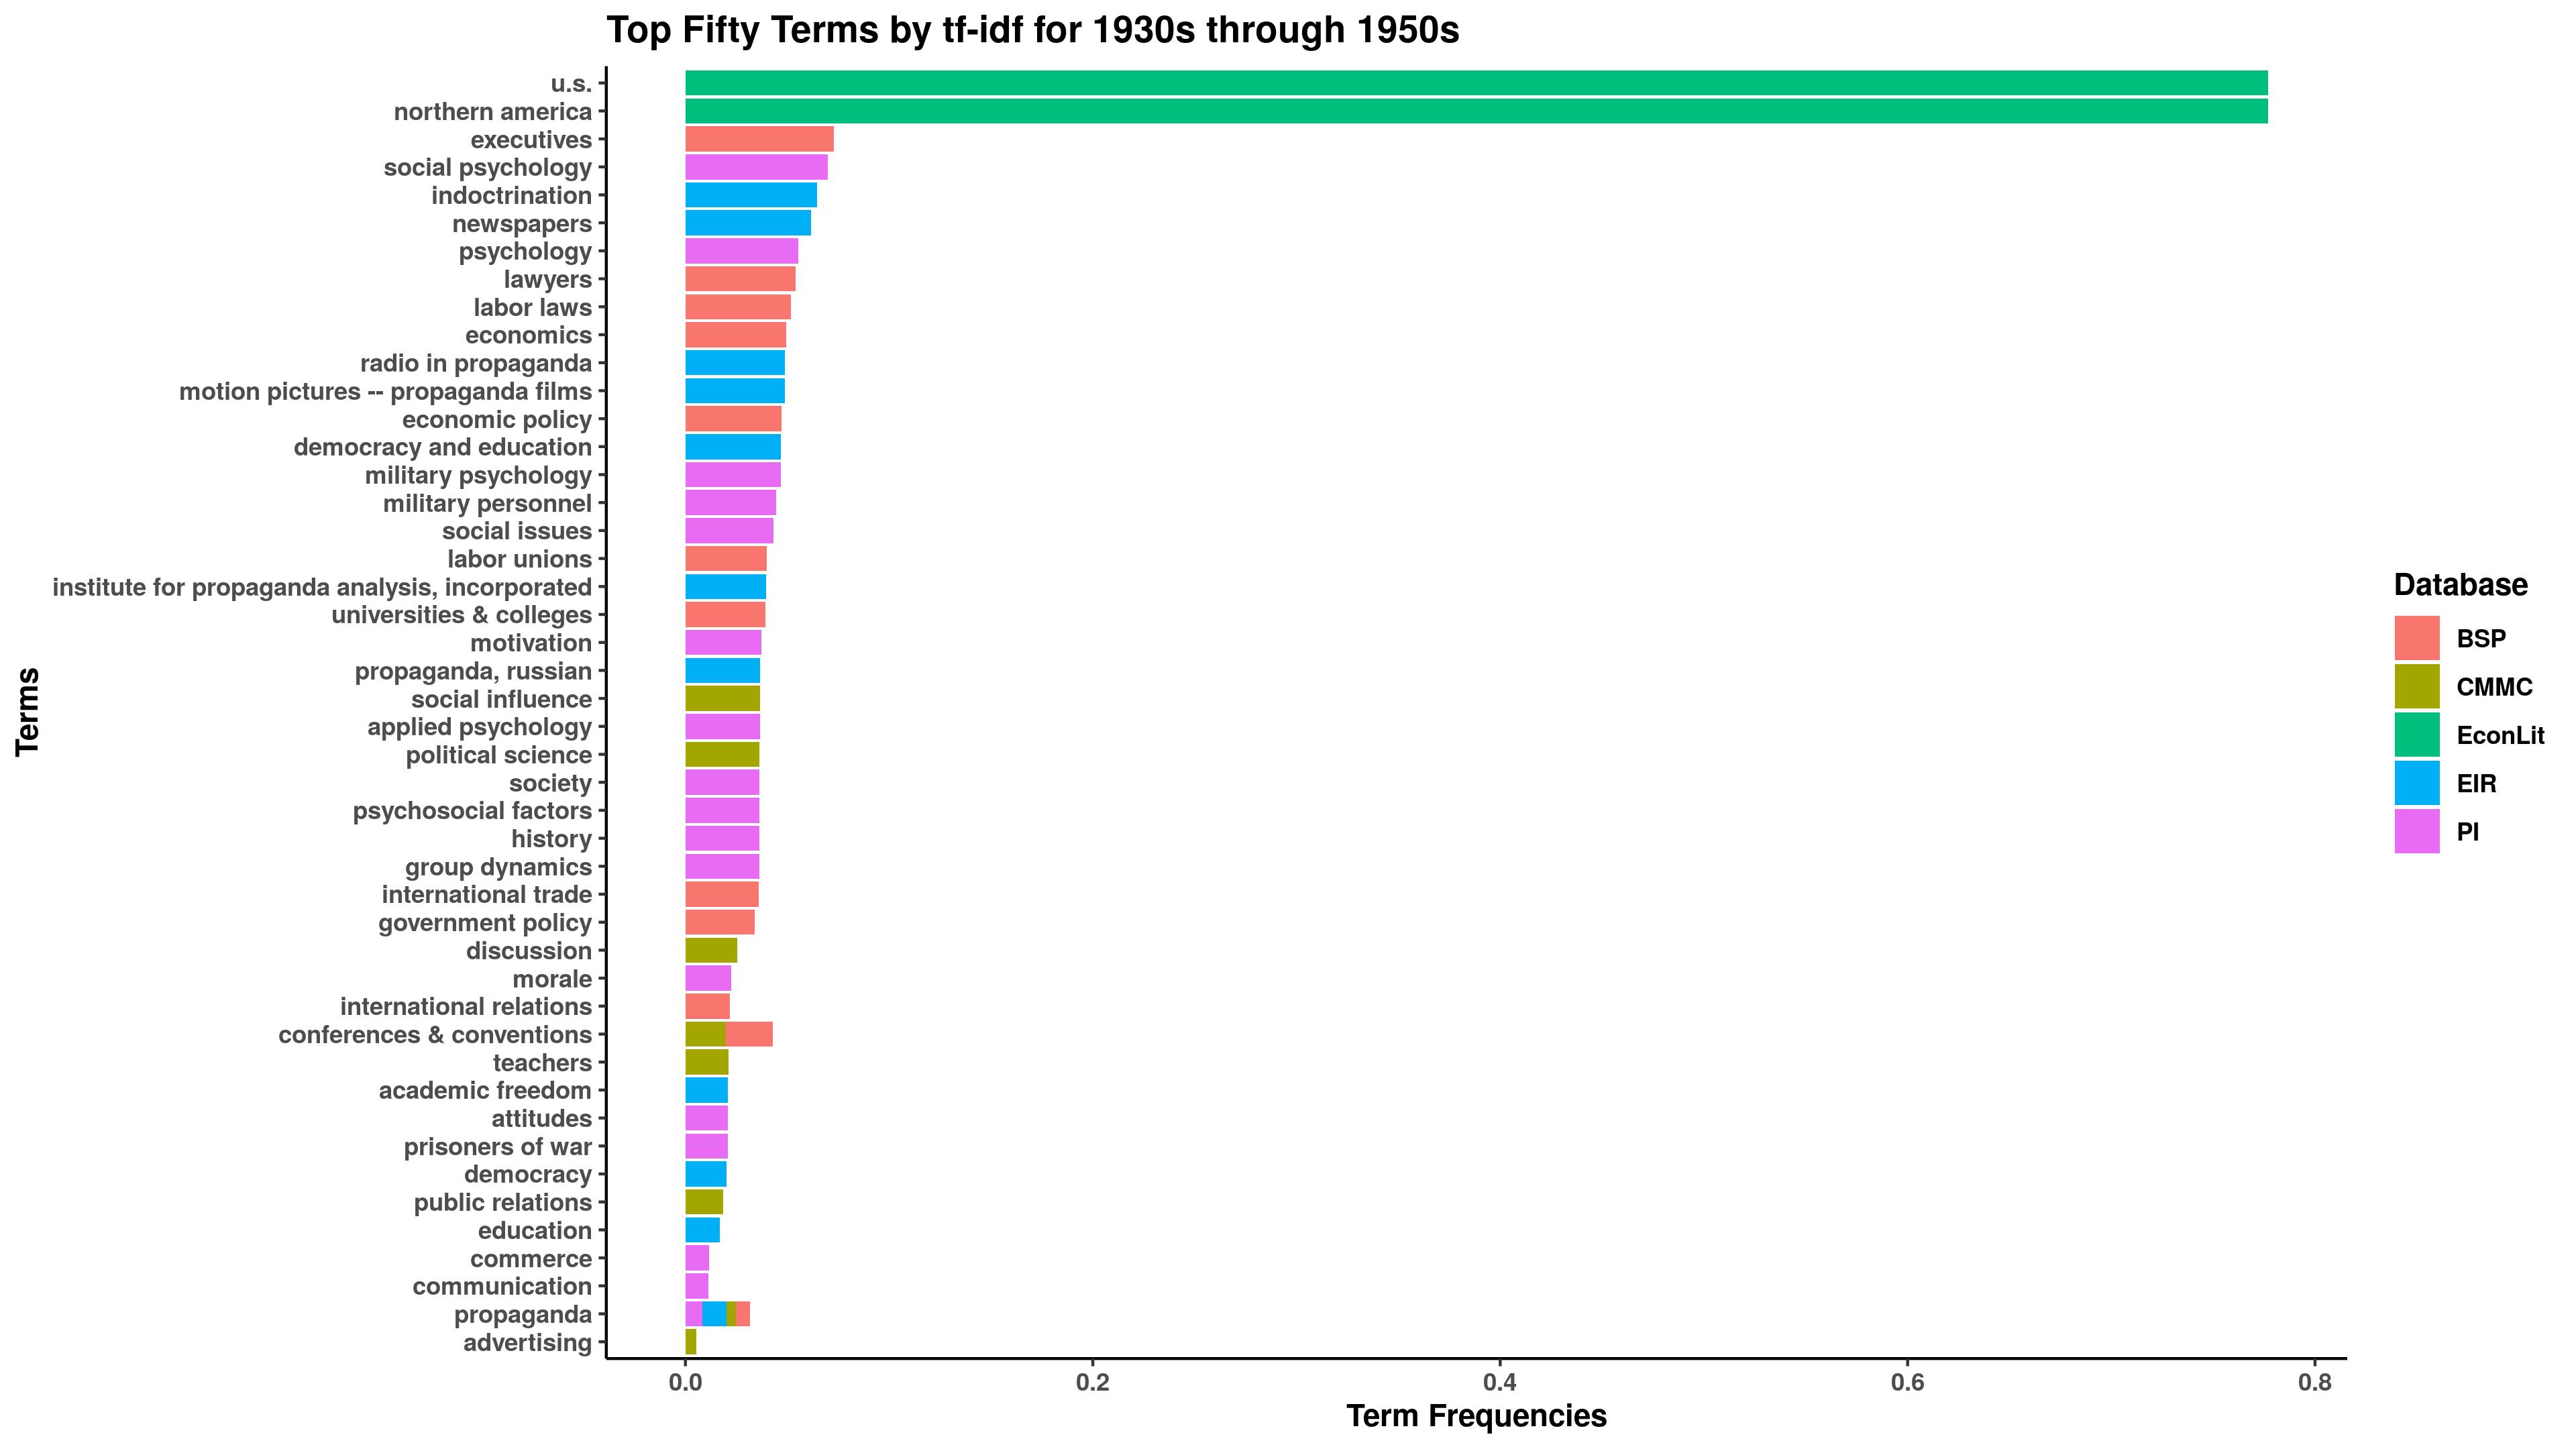 Top Fifty Terms by tf-idf for 1930s through 1950s
u.s.
northern america
executives
social psychology
indoctrination
newspapers
psychology
lawyers
labor laws
economics
radio in propaganda
motion pictures -- propaganda films
economic policy
democracy and education
military psychology
military personnel
social issues
labor unions
institute for propaganda analysis, incorporated
universities & colleges
motivation
propaganda, russian
social influence
applied psychology
political science
society
psychosocial factors
history
group dynamics
international trade
government policy
discussion
morale
international relations
conferences & conventions
teachers
academic freedom
attitudes
prisoners of war
democracy
public relations
education
commerce
communication
propaganda
advertising
Terms
0.0 0.2 0.4 0.6 0.8
Term Frequencies
Database
BSP
CMMC
EconLit
EIR
PI